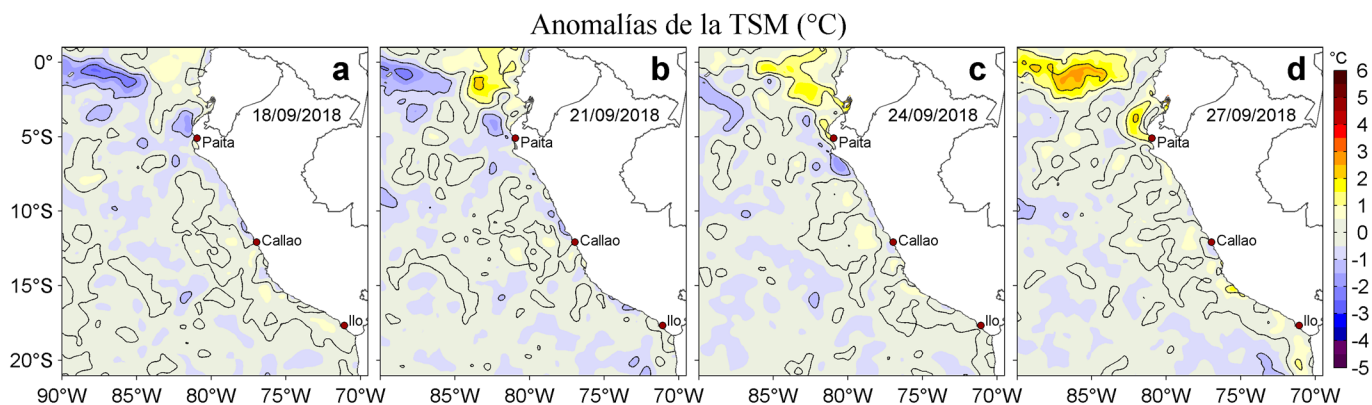 Anomalías de la TSM (°C)
a
b
c
d
°C
18/09/2018
21/09/2018
24/09/2018
27/09/2018
Paita
Callao
Ilo
Paita
Callao
Ilo
Paita
Callao
Ilo
Paita
Callao
Ilo
0°
5°S
10°S
15°S
20°S
90°W 85°W 80°W 75°W 70°W
85°W 80°W 75°W 70°W
85°W 80°W 75°W 70°W
85°W 80°W 75°W 70°W
6
5
4
3
2
1
0
-1
-2
-3
-4
-5